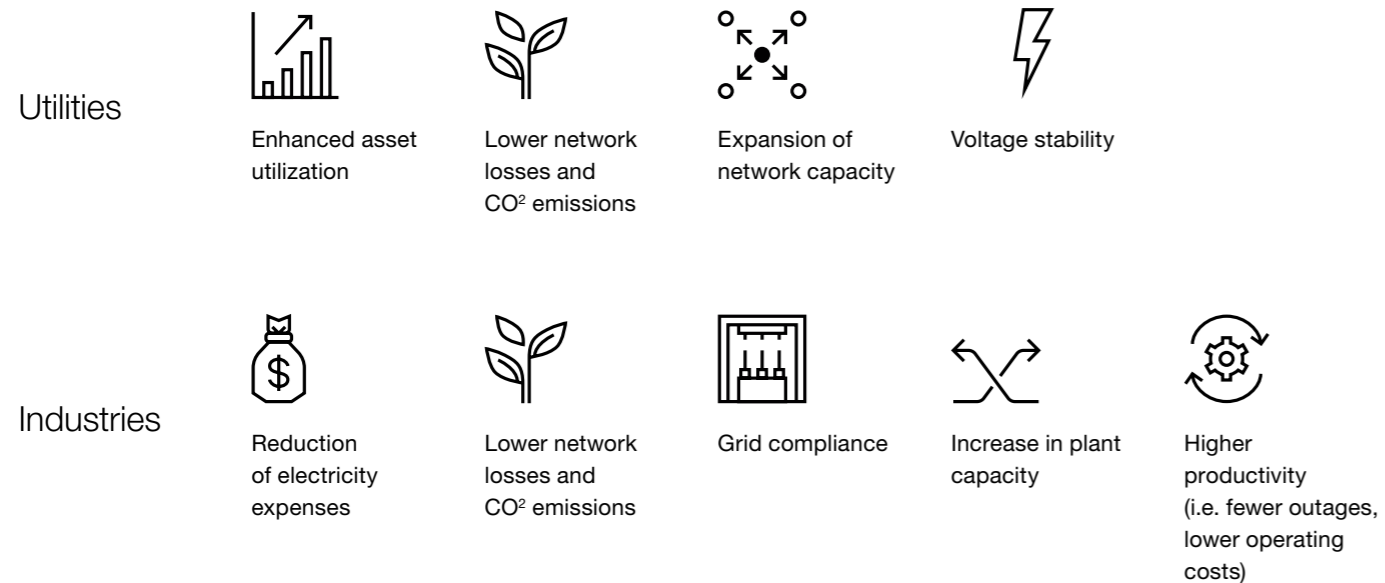 Utilities
Enhanced asset
utilization
Lower network
losses and
CO² emissions
Expansion of
network capacity
Voltage stability
Industries
$
Reduction
of electricity
expenses
Lower network
losses and
CO² emissions
Grid compliance
Increase in plant
capacity
Higher
productivity
(i.e. fewer outages,
lower operating
costs)